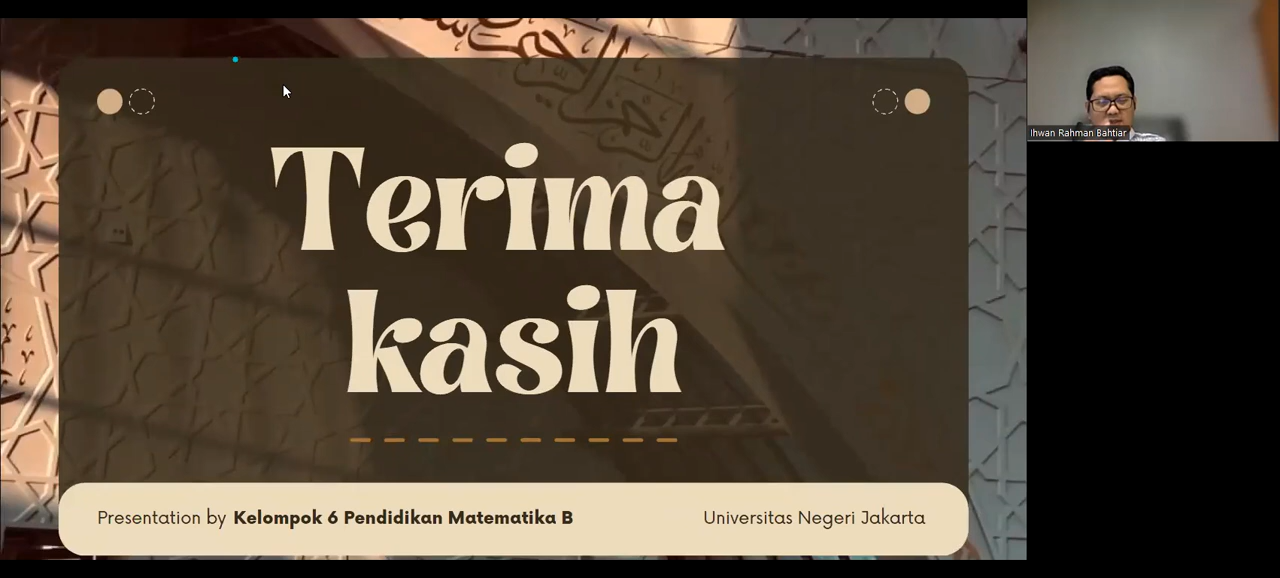 Terima
kasih
Presentation by Kelompok 6 Pendidikan Matematika B
Universitas Negeri Jakarta
Ihwan Rahman Bahtiar